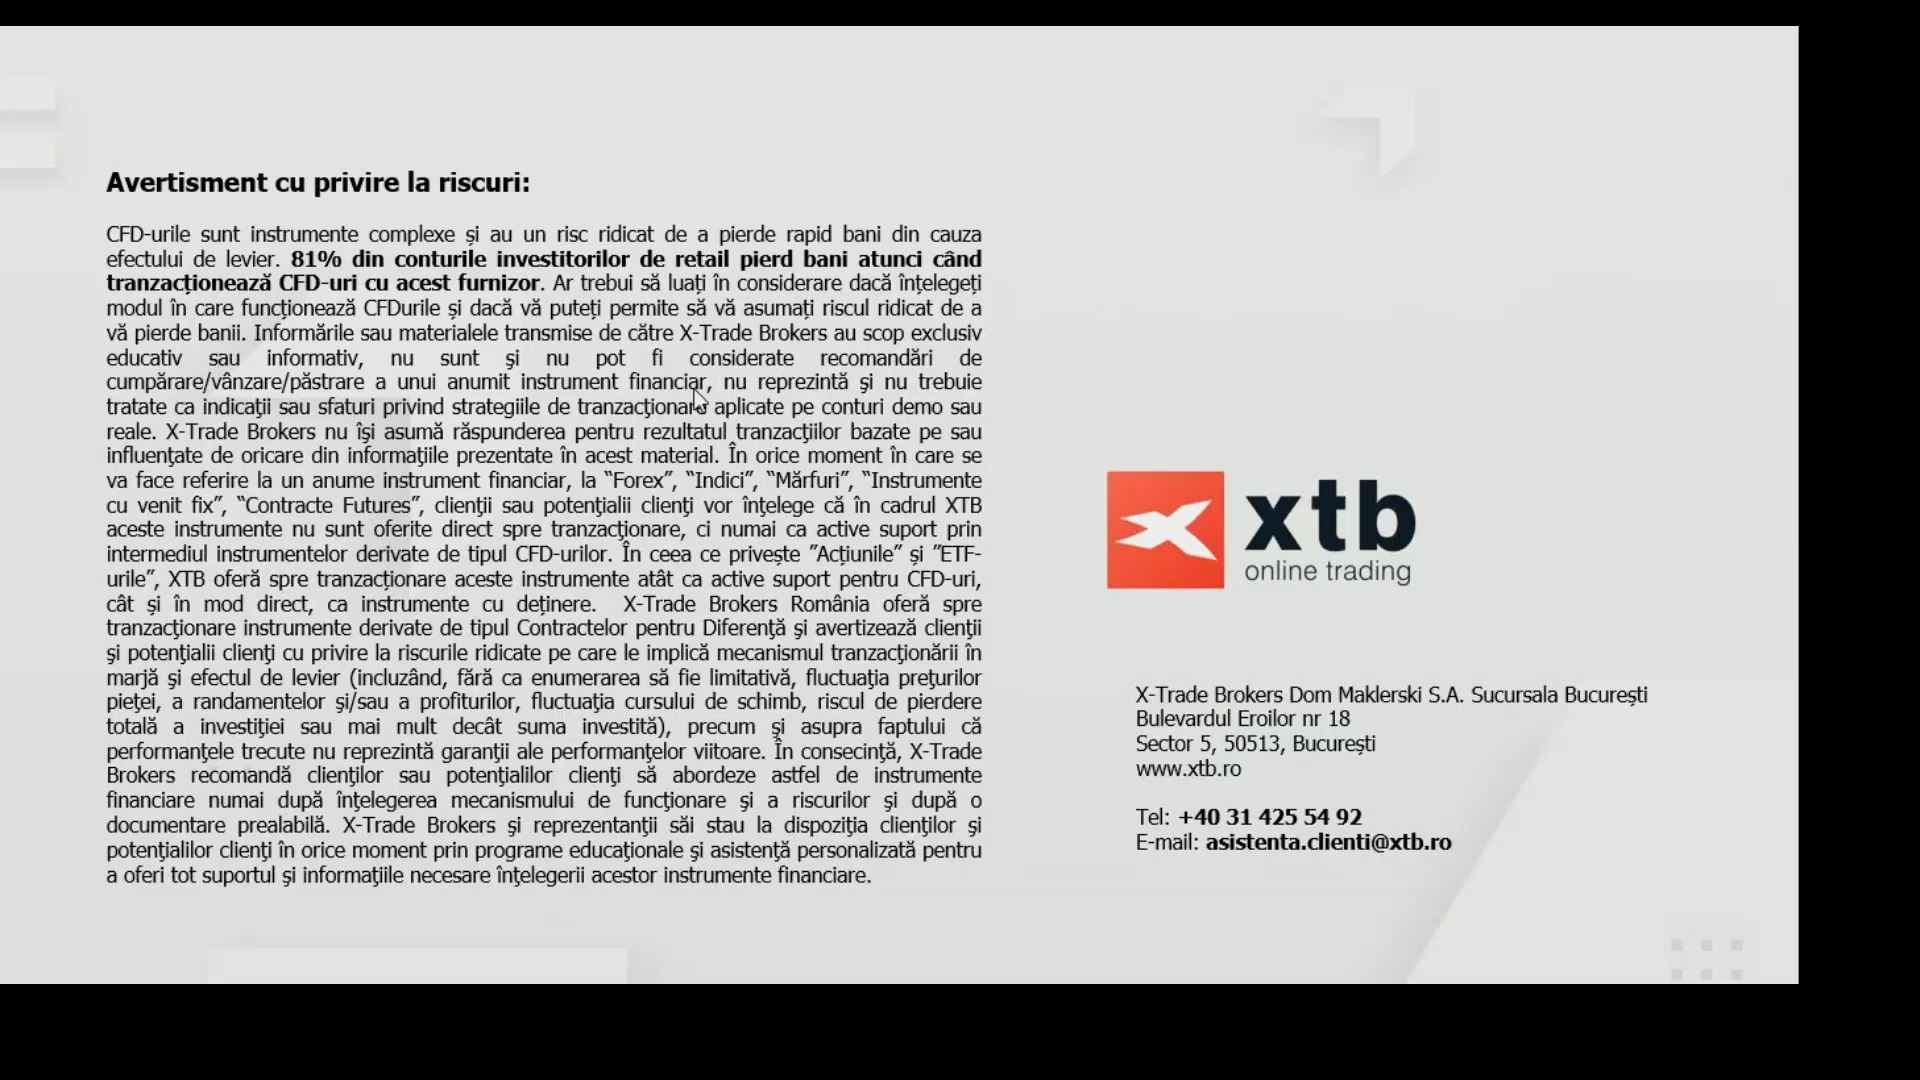 Avertisment cu privire la riscuri:
CFD-urile sunt instrumente complexe și au un risc ridicat de a pierde rapid bani din cauza
efectului de levier. 81% din conturile investitorilor de retail pierd bani atunci când
tranzacționează CFD-uri cu acest furnizor. Ar trebui să luați în considerare dacă înțelegeți
modul în care funcționează CFDurile și dacă vă puteți permite să vă asumați riscul ridicat de a
vă pierde banii. Informările sau materialele transmise de către X-Trade Brokers au scop exclusiv
educativ sau informativ, nu sunt şi nu pot fi considerate recomandări de
cumpărare/vânzare/păstrare a unui anumit instrument financiar, nu reprezintă şi nu trebuie
tratate ca indicaţii sau sfaturi privind strategiile de tranzacţionare aplicate pe conturi demo sau
reale. X-Trade Brokers nu îşi asumă răspunderea pentru rezultatul tranzacţiilor bazate pe sau
influenţate de oricare din informaţiile prezentate în acest material. În orice moment în care se
va face referire la un anume instrument financiar, la “Forex”, “Indici”, “Mărfuri”, “Instrumente
cu venit fix”, “Contracte Futures”, clienţii sau potenţialii clienţi vor înţelege că în cadrul XTB
aceste instrumente nu sunt oferite direct spre tranzacţionare, ci numai ca active suport prin
intermediul instrumentelor derivate de tipul CFD-urilor. În ceea ce privește ”Acțiunile” și ”ETF-
urile”, XTB oferă spre tranzacționare aceste instrumente atât ca active suport pentru CFD-uri,
cât și în mod direct, ca instrumente cu deținere. X-Trade Brokers România oferă spre
tranzacţionare instrumente derivate de tipul Contractelor pentru Diferenţă şi avertizează clienţii
şi potenţialii clienţi cu privire la riscurile ridicate pe care le implică mecanismul tranzacţionării în
marjă şi efectul de levier (incluzând, fără ca enumerarea să fie limitativă, fluctuaţia preţurilor
pieţei, a randamentelor şi/sau a profiturilor, fluctuaţia cursului de schimb, riscul de pierdere
totală a investiţiei sau mai mult decât suma investită), precum şi asupra faptului că
performanţele trecute nu reprezintă garanţii ale performanţelor viitoare. În consecinţă, X-Trade
Brokers recomandă clienţilor sau potenţialilor clienţi să abordeze astfel de instrumente
financiare numai după înţelegerea mecanismului de funcţionare şi a riscurilor şi după o
documentare prealabilă. X-Trade Brokers şi reprezentanţii săi stau la dispoziţia clienţilor şi
potenţialilor clienţi în orice moment prin programe educaţionale şi asistenţă personalizată pentru
a oferi tot suportul şi informaţiile necesare înţelegerii acestor instrumente financiare.
xtb
online trading
X-Trade Brokers Dom Maklerski S.A. Sucursala București
Bulevardul Eroilor nr 18
Sector 5, 50513, București
www.xtb.ro
Tel: +40 31 425 54 92
E-mail: asistenta.clienti@xtb.ro